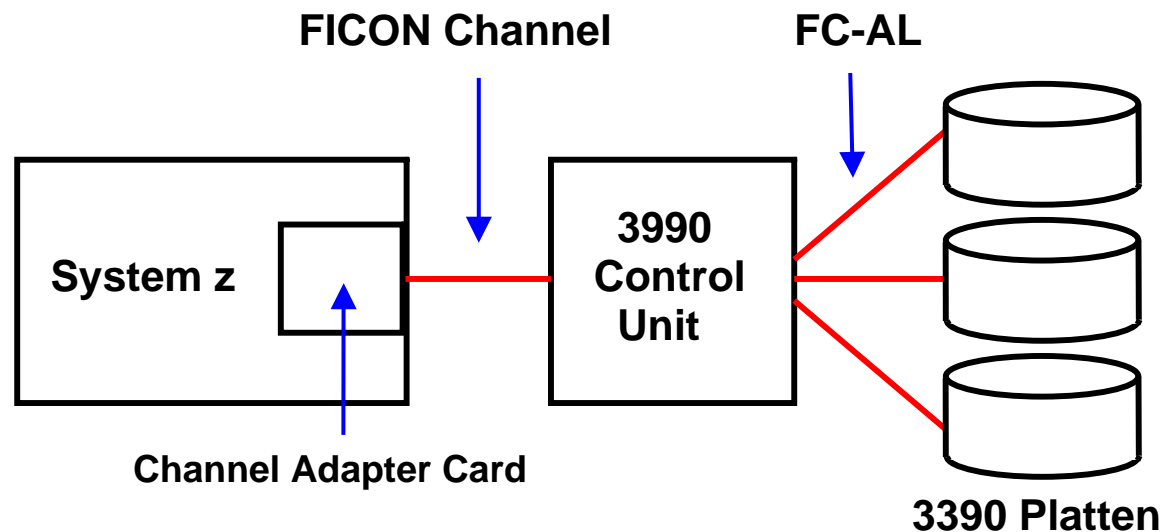 FICON Channel
FC-AL
System z
3990
Control
Unit
Channel Adapter Card
3390 Platten